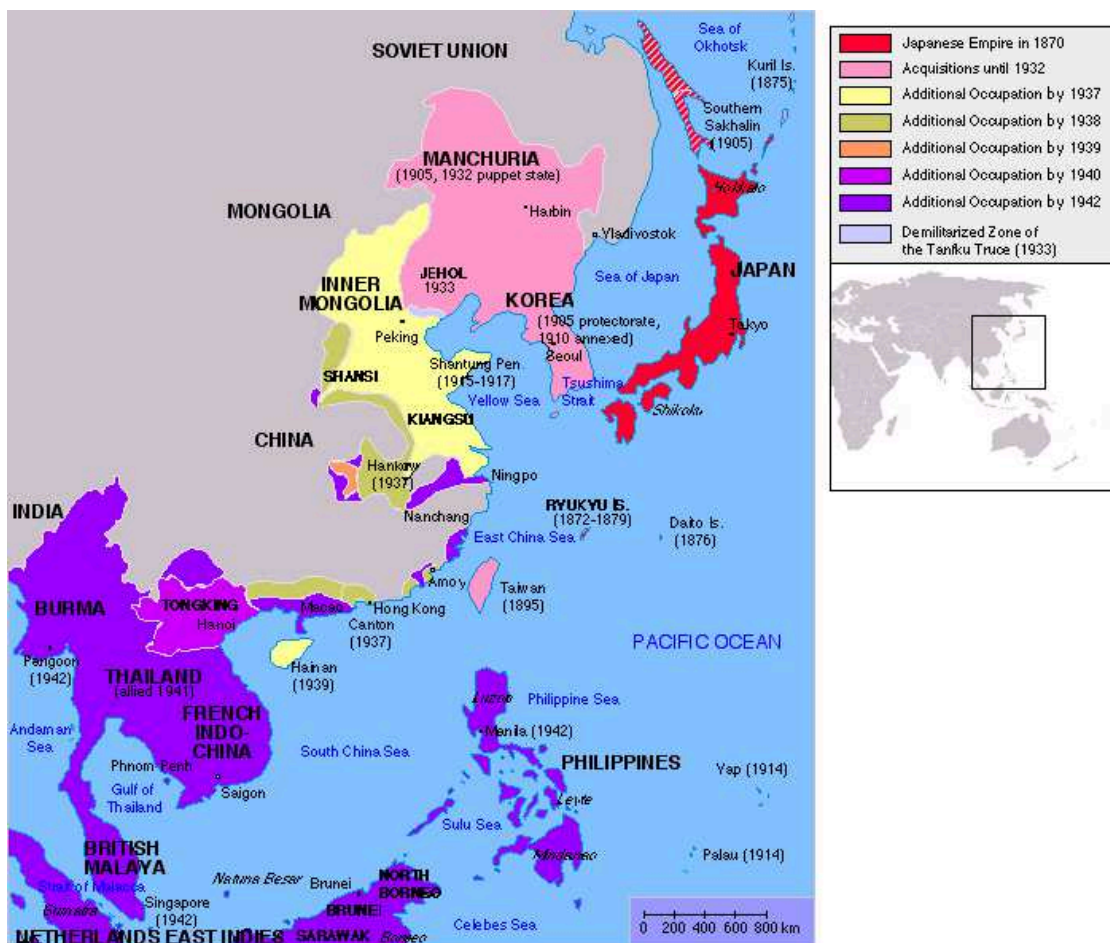 SOVIET UNION
Sea of
Okhotsk
Kuril Is.
(1875)
Southern
Sakhalin
(1905)
MANCHURIA
(1905, 1932 puppet state)
Hokkaido
Harbin
MONGOLIA
Vladivostok
Sea of Japan
JAPAN
JEHOL
1933
INNER
MONGOLIA
KOREA
(1905 protectorate,
1910 annexed)
Tokyo
Peking
Seoul
Shantung Pen.
(1915-1917)
SHANSI
Tsushima
Strait
Yellow Sea
Shikoku
KIANGSU
CHINA
Hankow
(1937)
Ningpo
Nanchang
INDIA
RYUKYU IS.
(1872-1879)
Daito Is.
(1876)
East China Sea
Amoy
Taiwan
(1895)
BURMA
TONGKING
Hanoi
Macao
Hong Kong
Canton
(1937)
PACIFIC OCEAN
Rangoon
(1942)
Hainan
(1939)
THAILAND
(allied 1941)
Luzon
Philippine Sea
FRENCH
INDO-
CHINA
Andaman
Sea
Manila (1942)
South China Sea
PHILIPPINES
Phnom Penh
Yap (1914)
Gulf of
Thailand
Saigon
Leyte
Sulu Sea
BRITISH
MALAYA
Mindanao
Palau (1914)
Strait of Malacca
Natuna Besar
Brunei
NORTH
BORNEO
Sumatra
Singapore
(1942)
BRUNEI
Celebes Sea
NETHERLANDS EAST INDIES
SARAWAK
Borneo
0 200 400 600 800 km
Japanese Empire in 1870
Acquisitions until 1932
Additional Occupation by 1937
Additional Occupation by 1938
Additional Occupation by 1939
Additional Occupation by 1940
Additional Occupation by 1942
Demilitarized Zone of
the Tanfku Truce (1933)